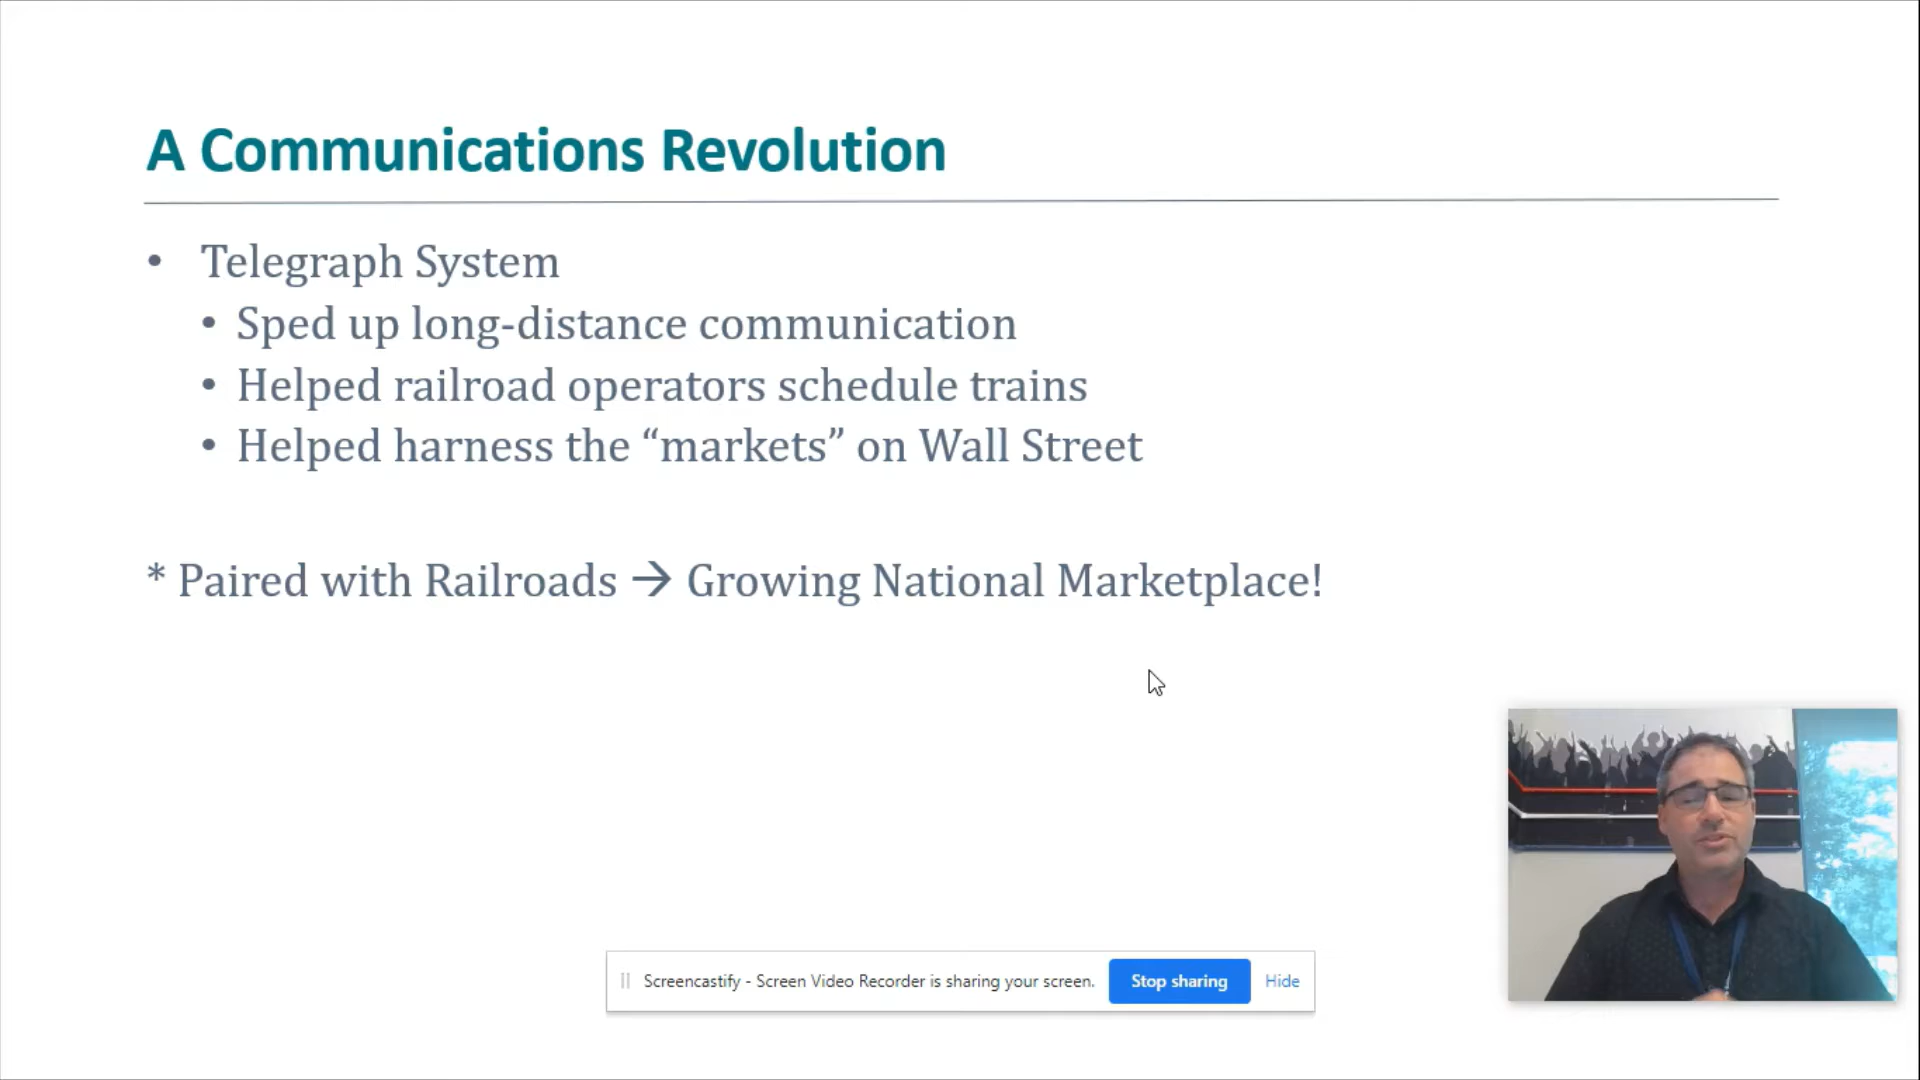 A Communications Revolution
• Telegraph System
• Sped up long-distance communication
• Helped railroad operators schedule trains
• Helped harness the “markets” on Wall Street
* Paired with Railroads → Growing National Marketplace!
Screencastify - Screen Video Recorder is sharing your screen. Stop sharing Hide